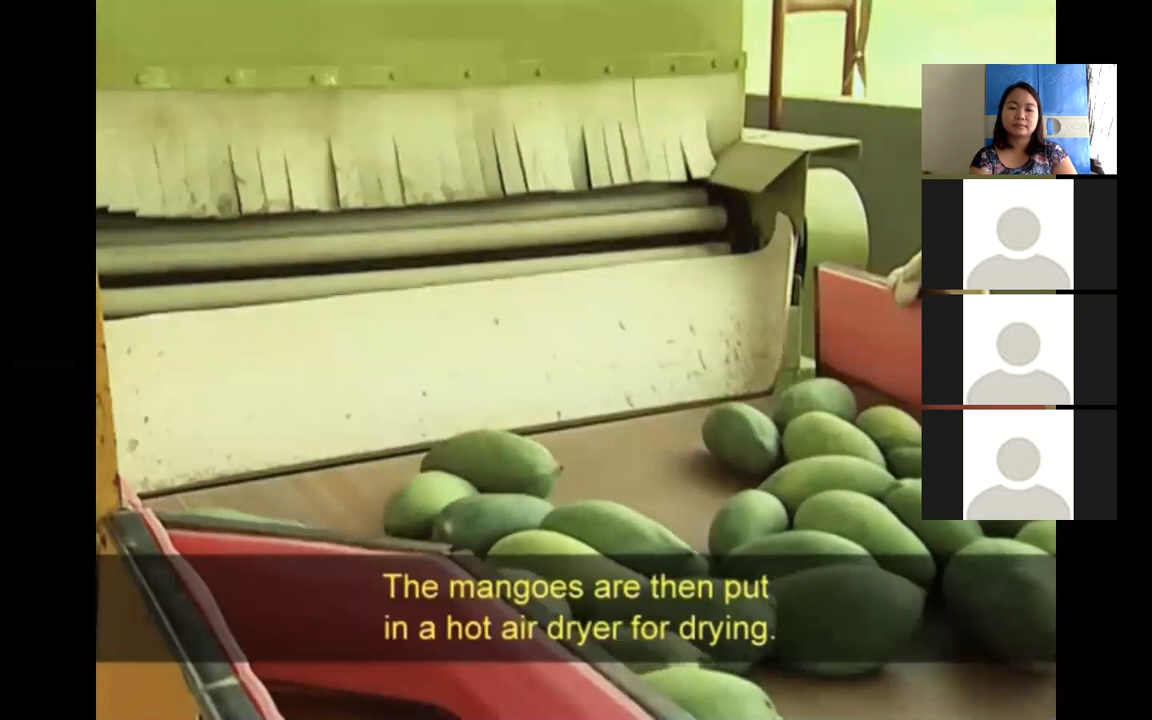 The mangoes are then put
in a hot air dryer for drying.